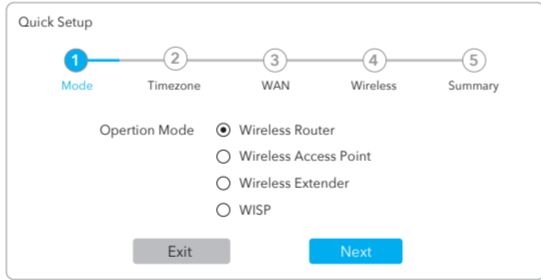 Quick Setup
1 2 3 4 5
Mode Timezone WAN Wireless Summary
Opertion Mode Wireless Router
Wireless Access Point
Wireless Extender
WISP
Exit Next